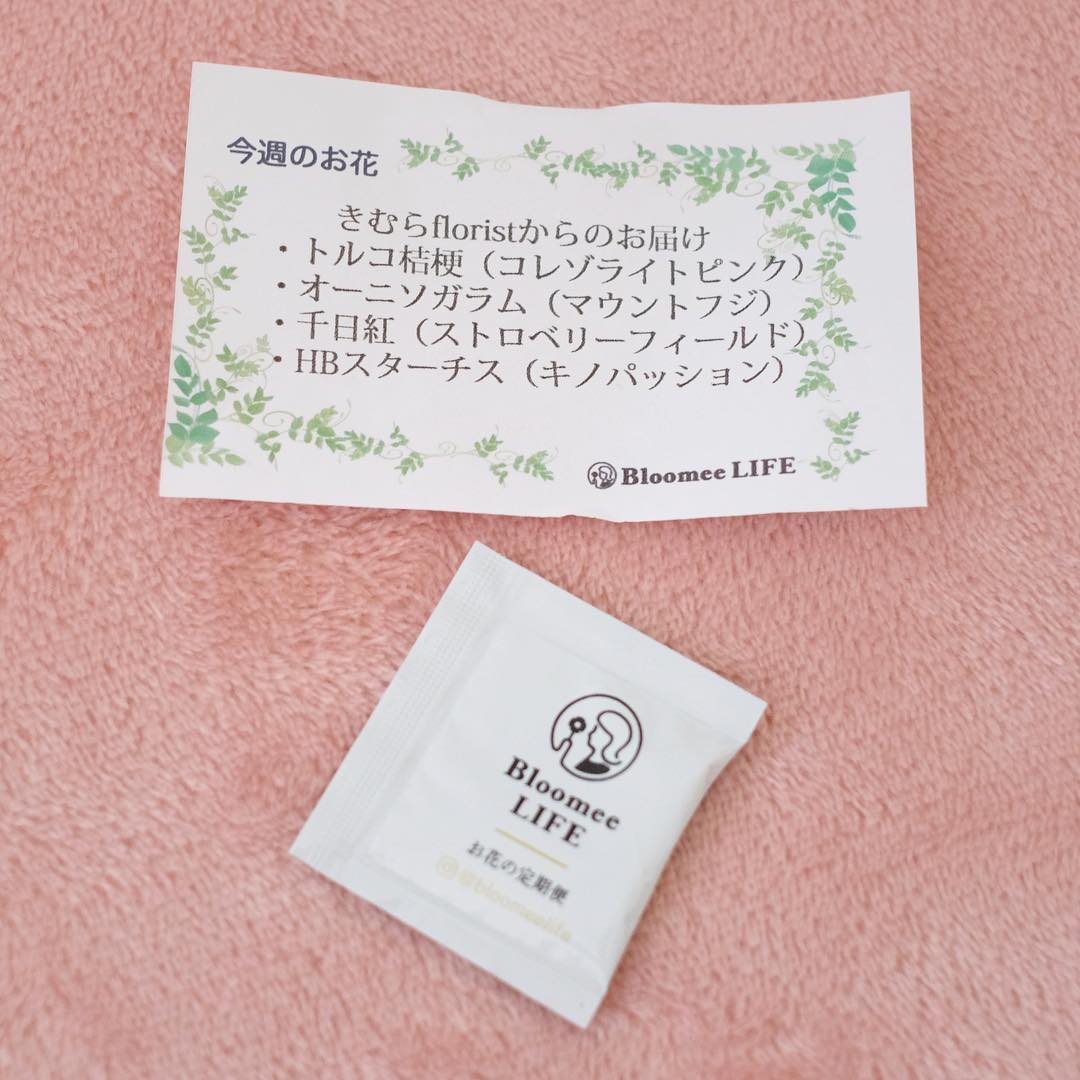 今週のお花
きむらfloristからのお届け
・トルコ桔梗（コレゾライトピンク）
・オーニソガラム（マウントフジ）
・千日紅（ストロベリーフィールド）
・HBスターチス（キノパッション）
Bloomee LIFE
Bloomee
LIFE
お花の定期便
@bloomeelife